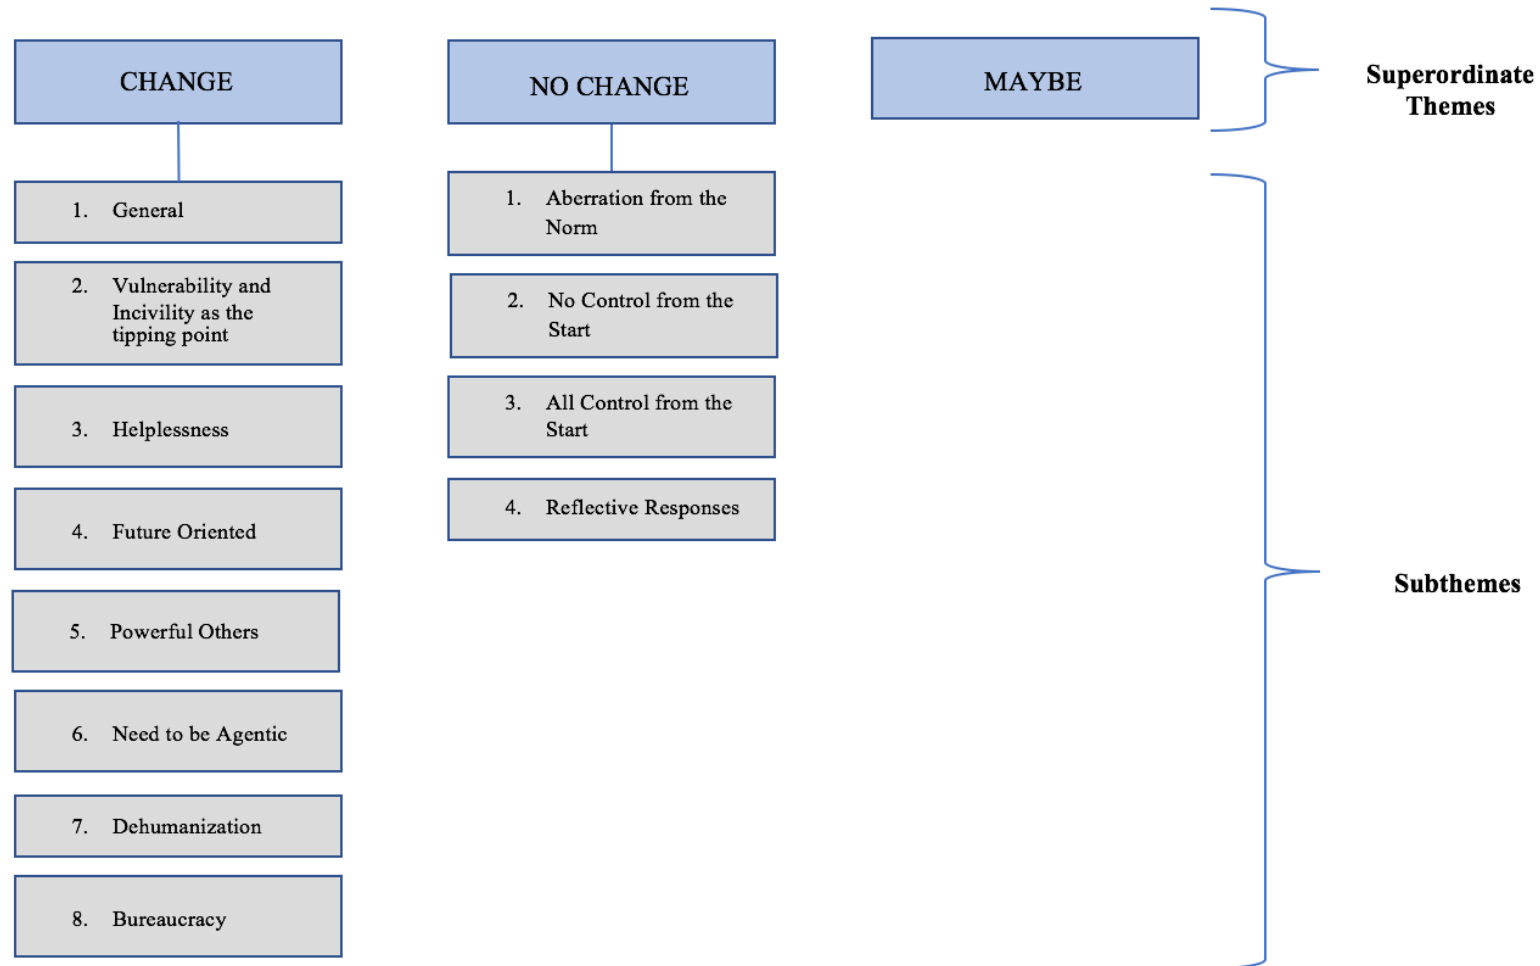 CHANGE
NO CHANGE
MAYBE
Superordinate
Themes
1. General
2. Vulnerability and
Incivility as the
tipping point
3. Helplessness
4. Future Oriented
5. Powerful Others
6. Need to be Agentic
7. Dehumanization
8. Bureaucracy
1. Aberration from the
Norm
2. No Control from the
Start
3. All Control from the
Start
4. Reflective Responses
Subthemes